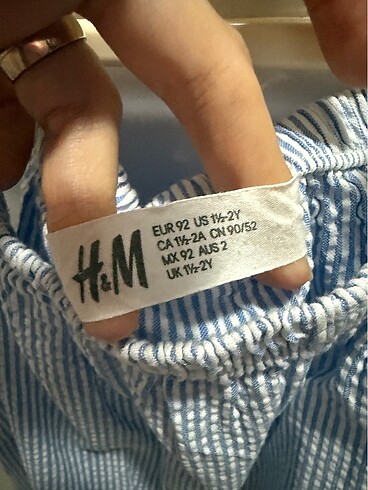 H&M
EUR 92 US 1½-2Y
CA 1½-2A CN 90/52
MX 92 AUS 2
UK 1½-2Y